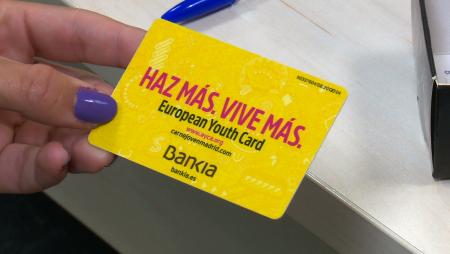 HAZ MÁS. VIVE MÁS.
European Youth Card
www.eyca.org
carnejovenmadrid.com
Bankia
bankia.es